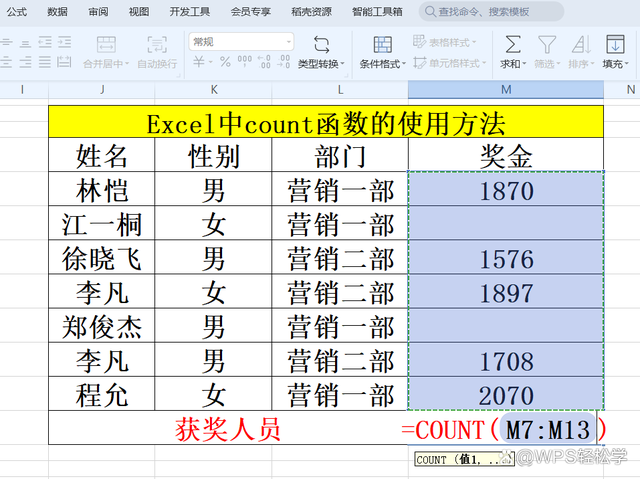 公式 数据 审阅 视图 开发工具 会员专享 稻壳资源 智能工具箱 查找命令、搜索模板
常规 表格样式
合并居中 自动换行 ¥ % 000 类型转换 条件格式 单元格样式 求和 筛选 排序 填充
I J K L M N
Excel中count函数的使用方法
姓名 性别 部门 奖金
林恺 男 营销一部 1870
江一桐 女 营销一部
徐晓飞 男 营销二部 1576
李凡 女 营销二部 1897
郑俊杰 男 营销一部
李凡 男 营销二部 1708
程允 女 营销一部 2070
获奖人员 =COUNT(M7:M13)
COUNT (值1, ...)
@WPS轻松学